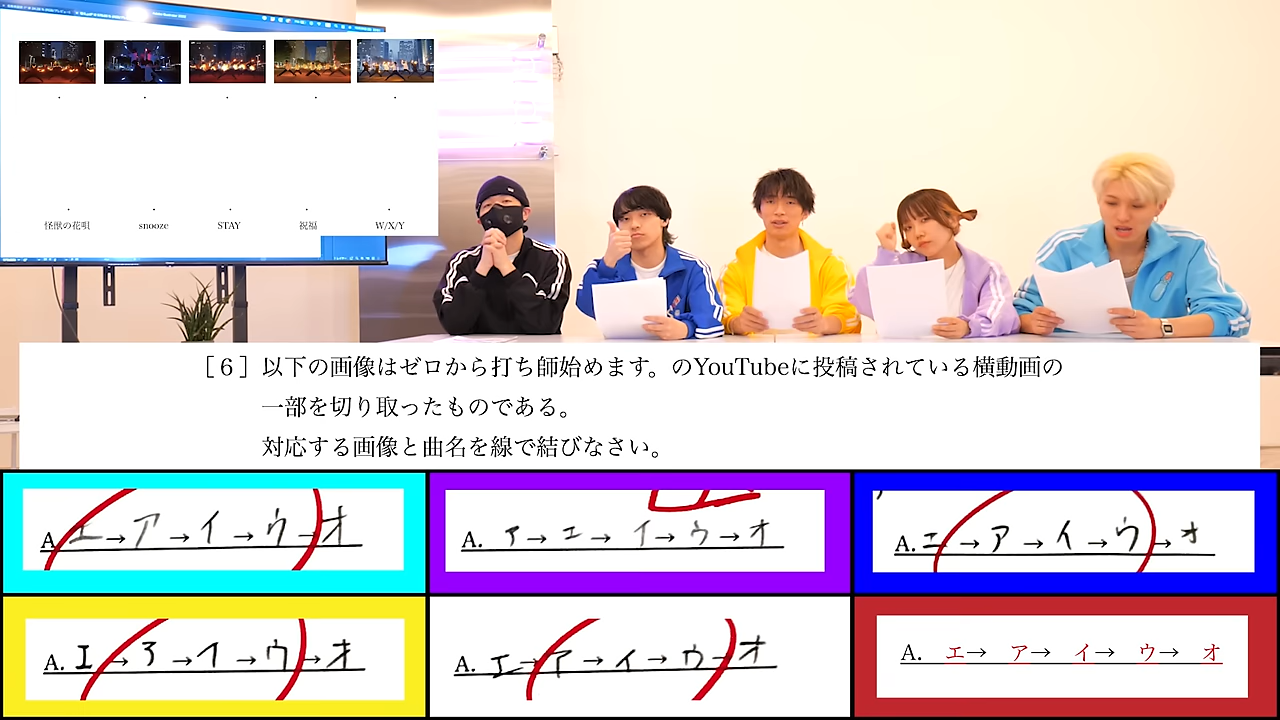 怪獣の花唄
snooze
STAY
祝福
W/X/Y
[6] 以下の画像はゼロから打ち師始めます。のYouTubeに投稿されている横動画の
一部を切り取ったものである。
対応する画像と曲名を線で結びなさい。
A. エ→ア→イ→ウ→オ
A. ァ→エ→イ→ウ→オ
A. エ→ア→イ→ウ→オ
A. エ→ア→イ→ウ→オ
A. エ→ア→イ→ウ→オ
A. エ→ ア→ イ→ ウ→ オ